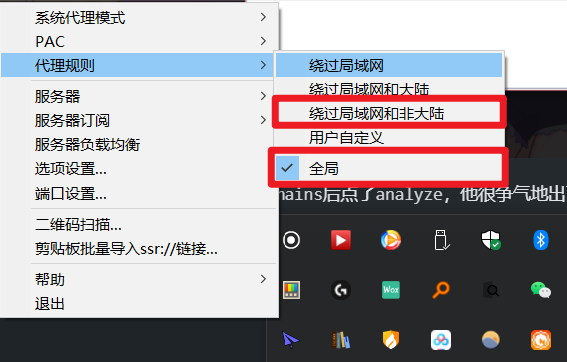 系统代理模式
PAC
代理规则
服务器
服务器订阅
服务器负载均衡
选项设置...
端口设置...
二维码扫描...
剪贴板批量导入ssr://链接...
帮助
退出
绕过局域网
绕过局域网和大陆
绕过局域网和非大陆
用户自定义
全局
mains后点了analyze，他很争气地出
Wox